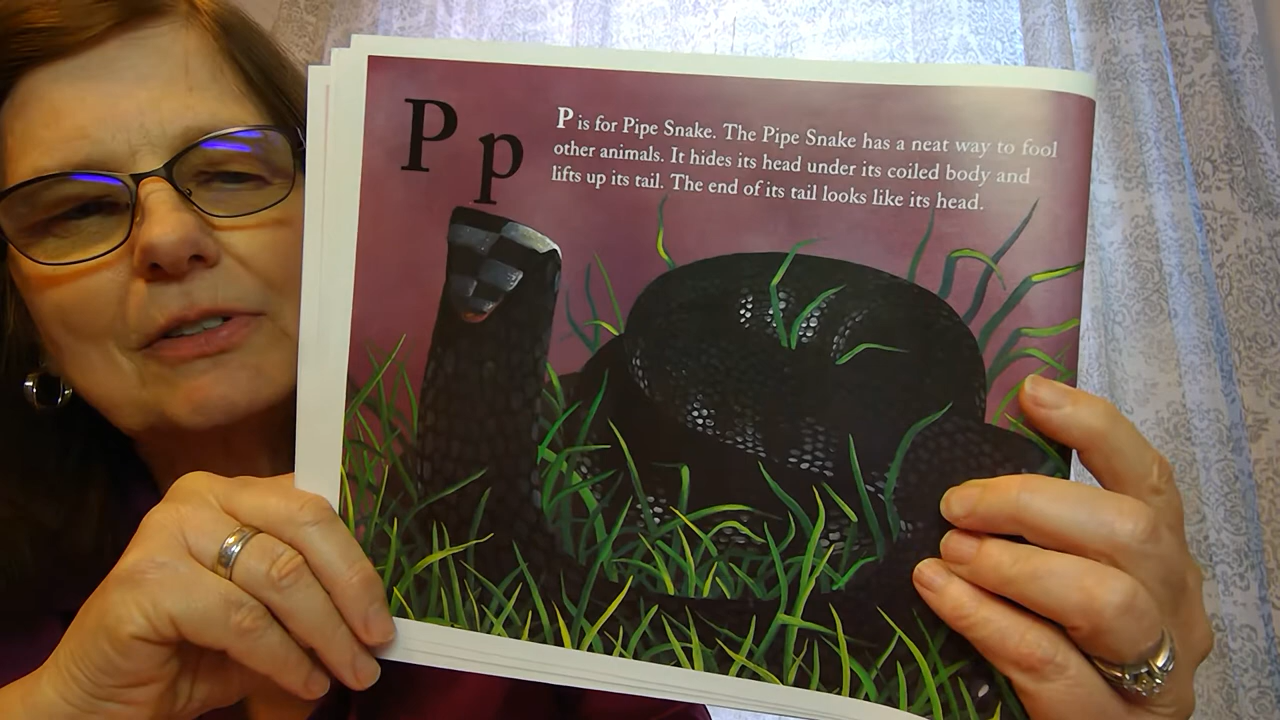 P p
P is for Pipe Snake. The Pipe Snake has a neat way to fool
other animals. It hides its head under its coiled body and
lifts up its tail. The end of its tail looks like its head.